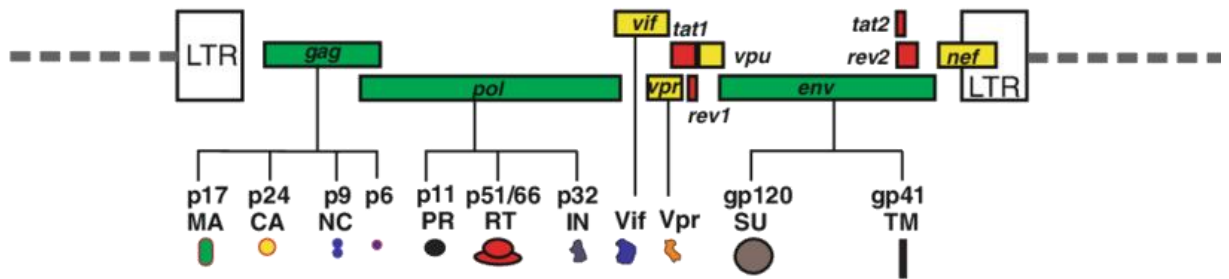 vif tat1 tat2
LTR gag vpu rev2 nef LTR
pol vpr rev1 env
p17 p24 p9 p6 p11 p51/66 p32 gp120 gp41
MA CA NC PR RT IN Vif Vpr SU TM